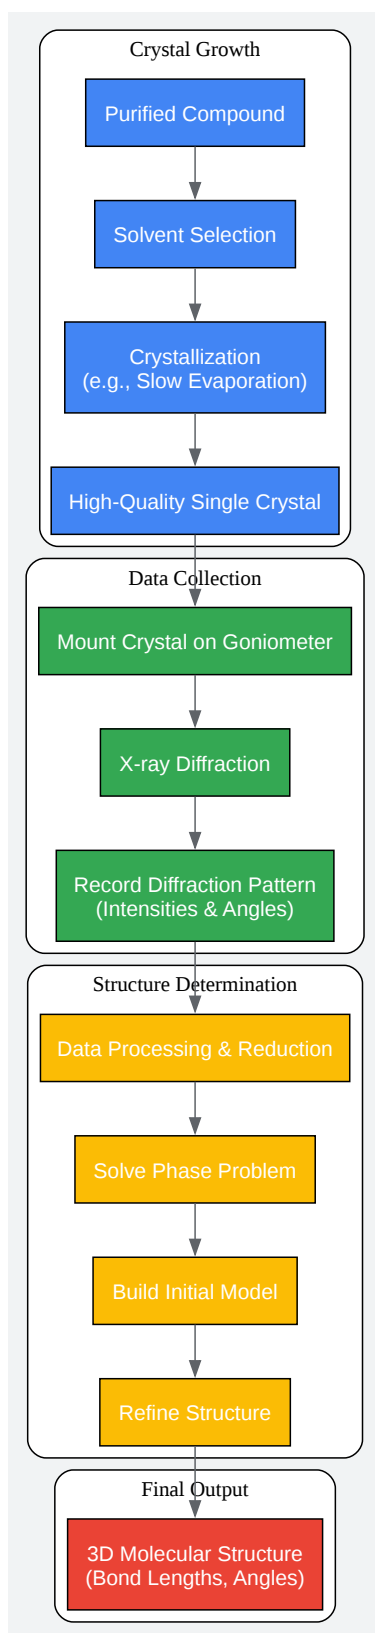 Crystal Growth
Purified Compound
Solvent Selection
Crystallization
(e.g., Slow Evaporation)
High-Quality Single Crystal
Data Collection
Mount Crystal on Goniometer
X-ray Diffraction
Record Diffraction Pattern
(Intensities & Angles)
Structure Determination
Data Processing & Reduction
Solve Phase Problem
Build Initial Model
Refine Structure
Final Output
3D Molecular Structure
(Bond Lengths, Angles)